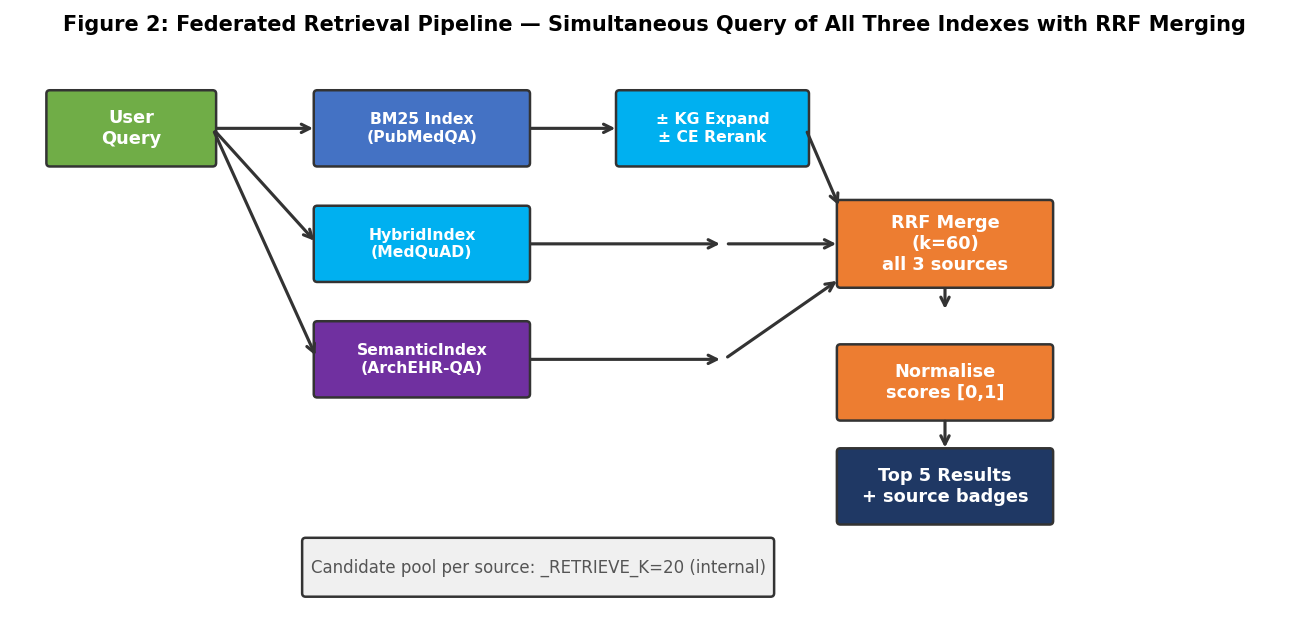 Figure 2: Federated Retrieval Pipeline — Simultaneous Query of All Three Indexes with RRF Merging
User
Query
BM25 Index
(PubMedQA)
± KG Expand
± CE Rerank
HybridIndex
(MedQuAD)
RRF Merge
(k=60)
all 3 sources
SemanticIndex
(ArchEHR-QA)
Normalise
scores [0,1]
Top 5 Results
+ source badges
Candidate pool per source: _RETRIEVE_K=20 (internal)